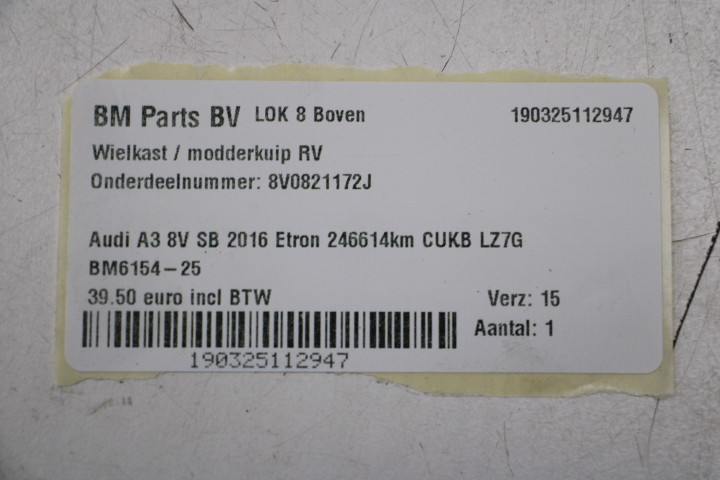 BM Parts BV LOK 8 Boven 190325112947
Wielkast / modderkuip RV
Onderdeelnummer: 8V0821172J
Audi A3 8V SB 2016 Etron 246614km CUKB LZ7G
BM6154-25
39.50 euro incl BTW Verz: 15
Aantal: 1
190325112947